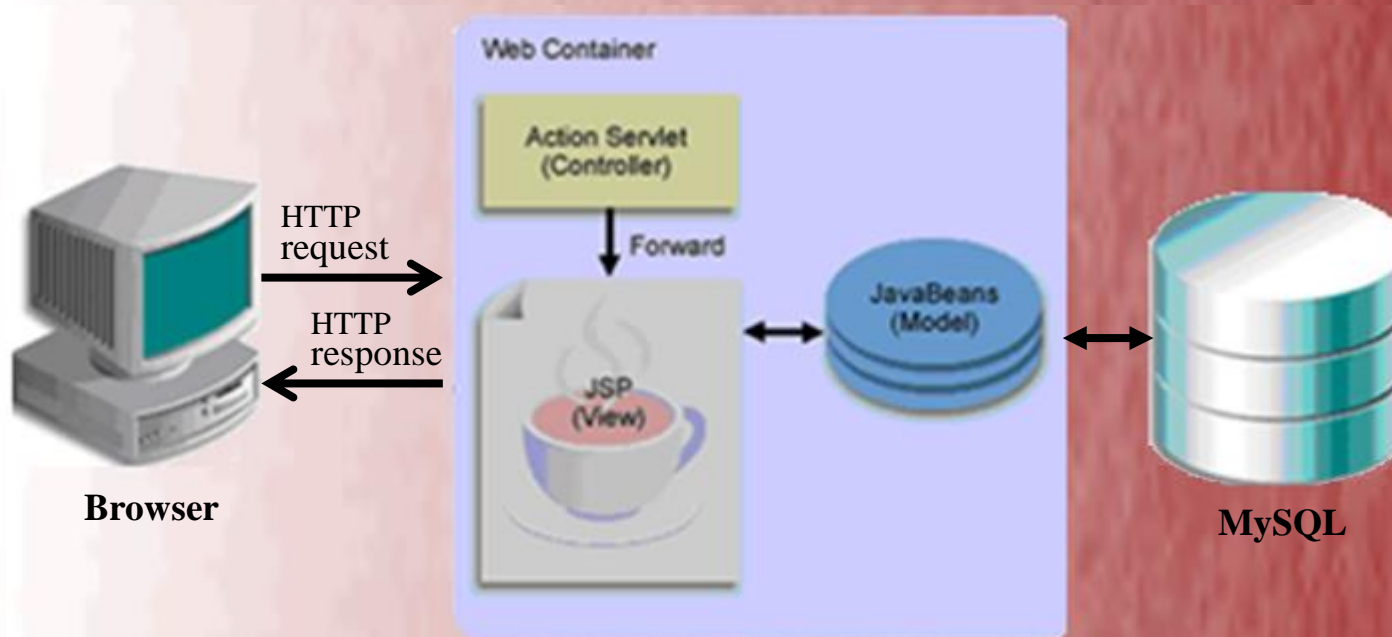 Web Container
Action Servlet
(Controller)
HTTP
request
Forward
JavaBeans
(Model)
HTTP
response
JSP
(View)
Browser
MySQL